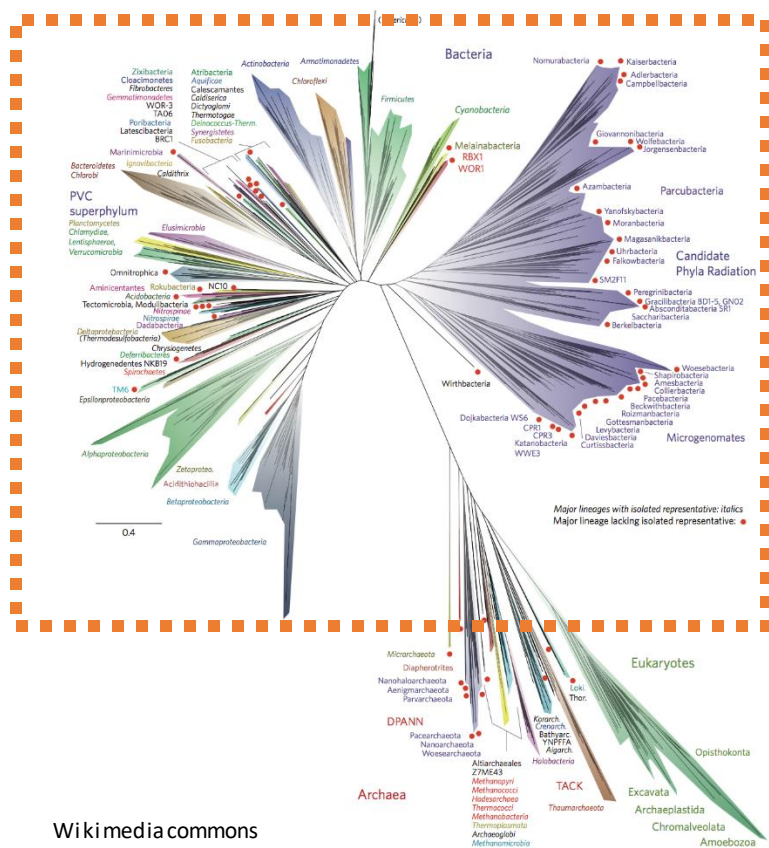 Bacteria
Nomurabacteria
Kaiserbacteria
Adlerbacteria
Campbellbacteria
Giovannonibacteria
Wolfebacteria
Jorgensenbacteria
Azambacteria
Parcubacteria
Yanofskybacteria
Moranbacteria
Magasanikbacteria
Uhrbacteria
Falkowbacteria
Candidate
Phyla Radiation
SM2F11
Peregrinibacteria
Gracilibacteria BD1-5, GN02
Absconditabacteria SR1
Saccharibacteria
Berkelbacteria
Woesebacteria
Shapirobacteria
Amesbacteria
Collierbacteria
Pacebacteria
Beckwithbacteria
Roizmanbacteria
Gottesmanbacteria
Levybacteria
Daviesbacteria
Curtissbacteria
Microgenomates
Wirthbacteria
Dojkabacteria WS6
CPR1
CPR3
Katanobacteria
WWE3
Zixibacteria
Cloacimonetes
Fibrobacteres
Gemmatimonadetes
WOR-3
TA06
Poribacteria
Latescibacteria
BRC1
Atribacteria
Aquificae
Calescamantes
Caldiserica
Dictyoglomi
Thermotogae
Deinococcus-Therm.
Synergistetes
Fusobacteria
Actinobacteria
Armatimonadetes
Chloroflexi
Firmicutes
Cyanobacteria
Melainabacteria
RBX1
WOR1
Marinimicrobia
Ignavibacteria
Bacteroidetes
Chlorobi
Caldithrix
PVC
superphylum
Planctomycetes
Chlamydiae,
Lentisphaerae,
Verrucomicrobia
Elusimicrobia
Omnitrophica
Aminicentantes
Rokubacteria
NC10
Acidobacteria
Tectomicrobia, Modulibacteria
Nitrospinae
Nitrospirae
Dadabacteria
Deltaprotebacteria
(Thermodesulfobacteria)
Chrysiogenetes
Deferribacteres
Hydrogenedentes NKB19
Spirochaetes
TM6
Epsilonproteobacteria
Alphaproteobacteria
Zetaproteo.
Acidithiobacillia
Betaproteobacteria
Gammaproteobacteria
0.4
Major lineages with isolated representative: italics
Major lineage lacking isolated representative:
Micrarchaeota
Diapherotrites
Nanohaloarchaeota
Aenigmarchaeota
Parvarchaeota
DPANN
Pacearchaeota
Nanoarchaeota
Woesearchaeota
Archaea
Altiarchaeales
Z7ME43
Methanopyri
Methanococci
Hadesarchaea
Thermococci
Methanobacteria
Thermoplasmata
Archaeoglobi
Methanomicrobia
Halobacteria
Korarch.
Crenarch.
Bathyarc.
YNPFFA
Aigarch.
TACK
Thaumarchaeota
Loki.
Thor.
Eukaryotes
Opisthokonta
Excavata
Archaeplastida
Chromalveolata
Amoebozoa
Wikimedia commons